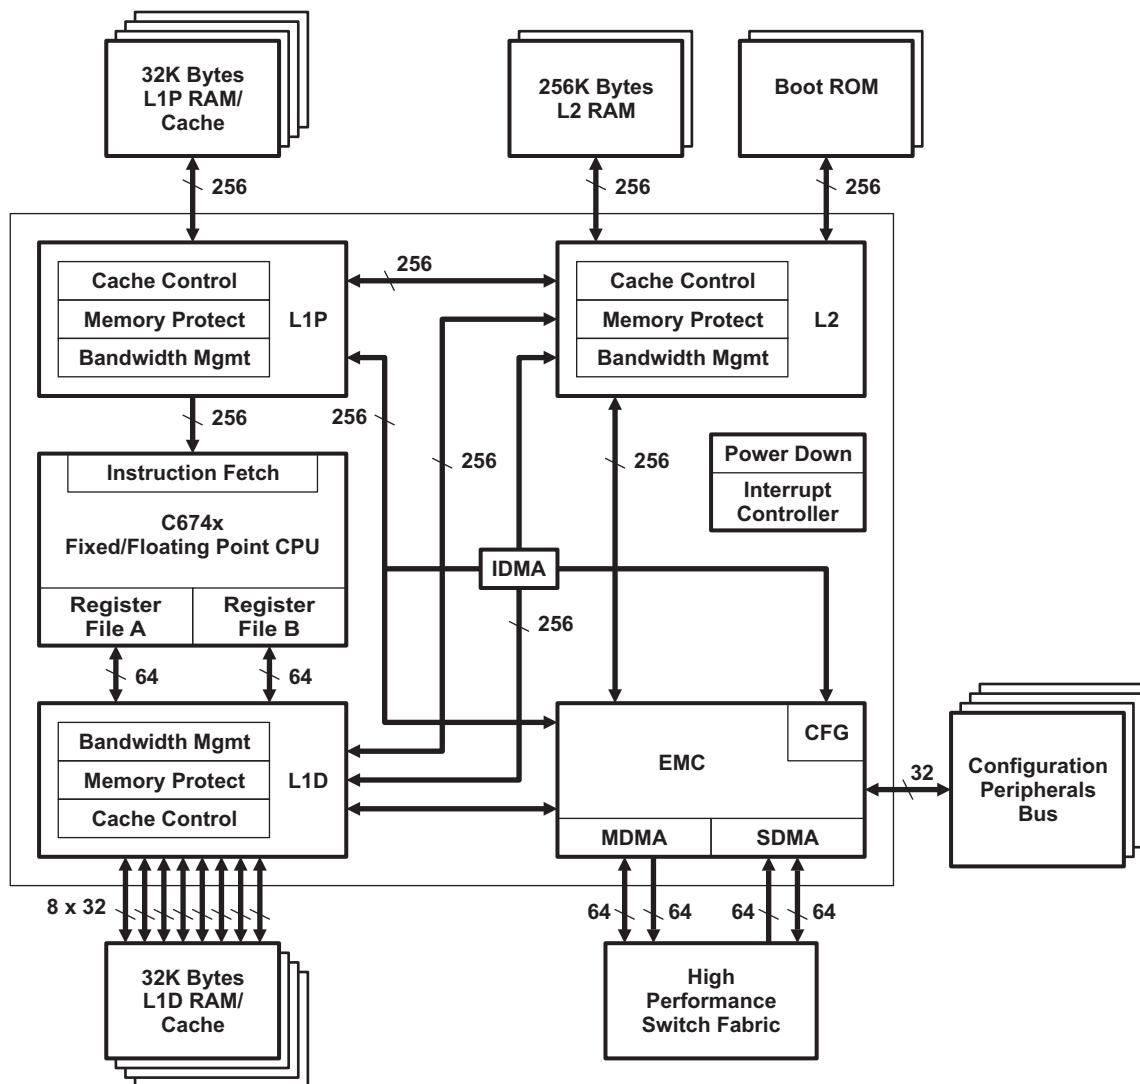 32K Bytes
L1P RAM/
Cache
256K Bytes
L2 RAM
Boot ROM
256
256
256
Cache Control
Memory Protect
Bandwidth Mgmt
L1P
256
Cache Control
Memory Protect
Bandwidth Mgmt
L2
256
256
256
256
Power Down
Interrupt
Controller
Instruction Fetch
C674x
Fixed/Floating Point CPU
Register
File A
Register
File B
IDMA
256
64
64
Bandwidth Mgmt
Memory Protect
Cache Control
L1D
EMC
CFG
MDMA
SDMA
32
Configuration
Peripherals
Bus
8 x 32
64
64
64
64
32K Bytes
L1D RAM/
Cache
High
Performance
Switch Fabric